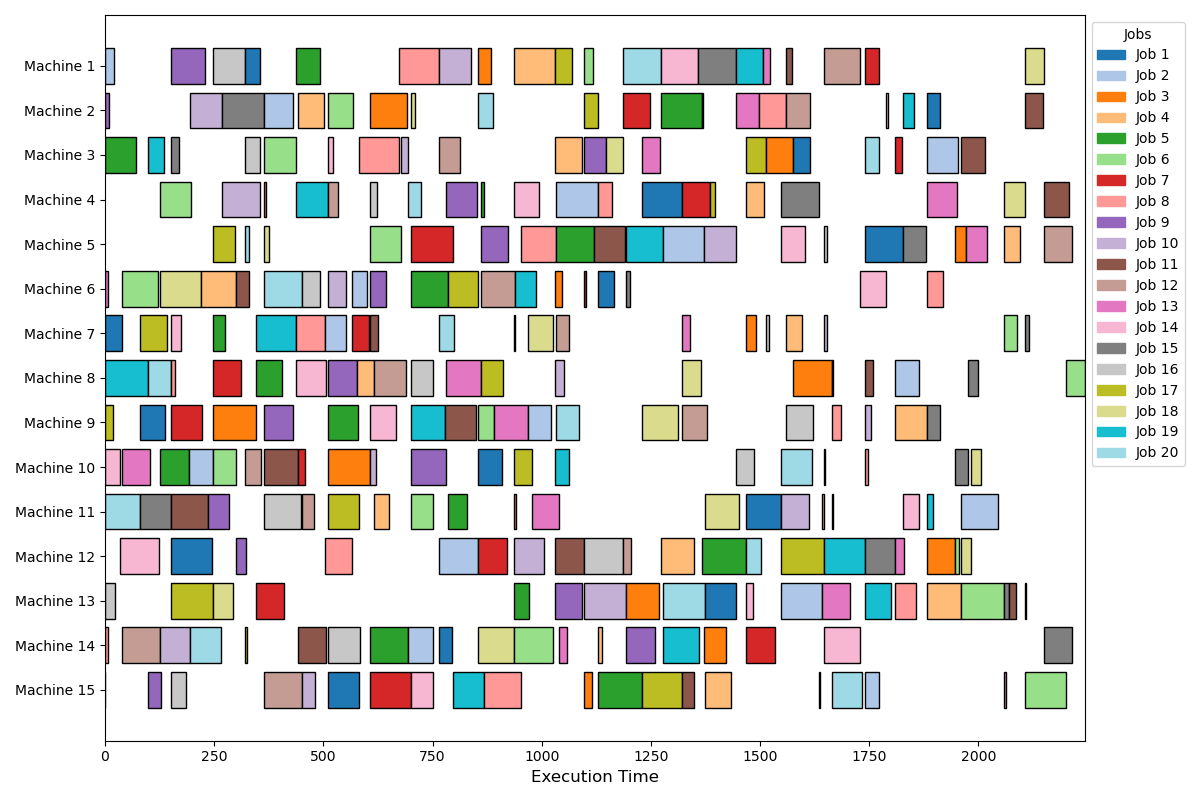 Machine 1
Machine 2
Machine 3
Machine 4
Machine 5
Machine 6
Machine 7
Machine 8
Machine 9
Machine 10
Machine 11
Machine 12
Machine 13
Machine 14
Machine 15
0 250 500 750 1000 1250 1500 1750 2000
Execution Time
Jobs
Job 1
Job 2
Job 3
Job 4
Job 5
Job 6
Job 7
Job 8
Job 9
Job 10
Job 11
Job 12
Job 13
Job 14
Job 15
Job 16
Job 17
Job 18
Job 19
Job 20